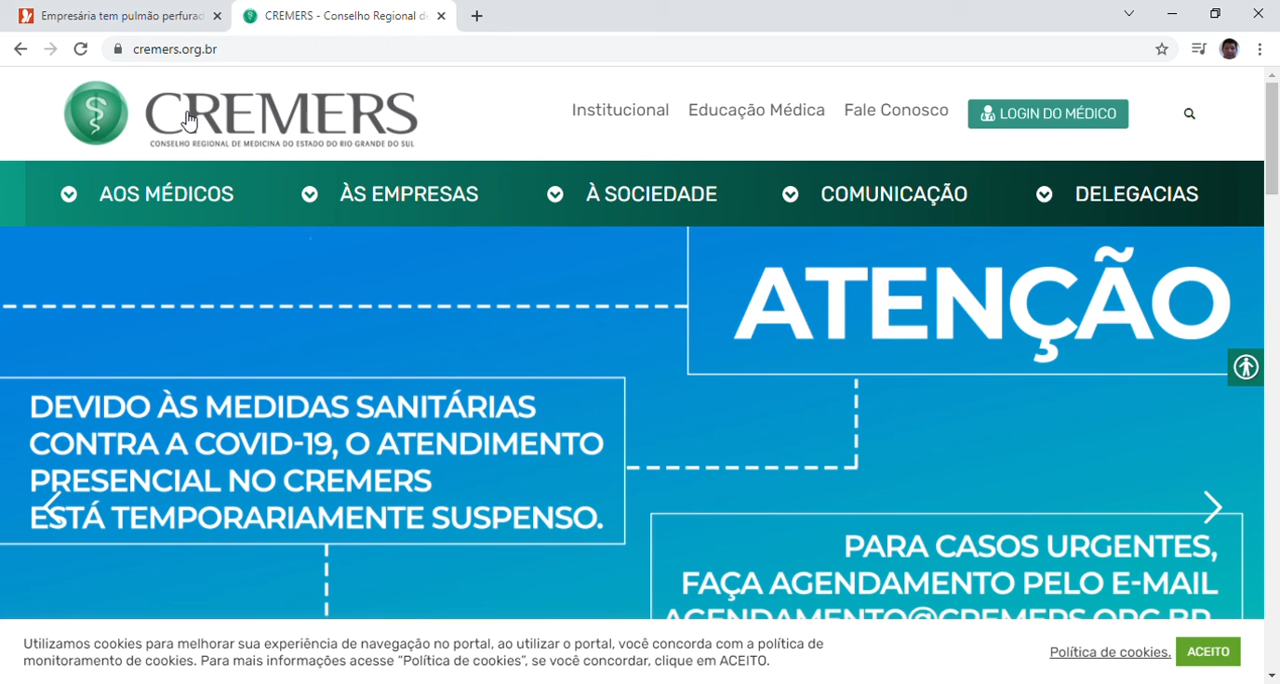 Empresária tem pulmão perfurad
CREMERS - Conselho Regional de
cremers.org.br
CREMERS
CONSELHO REGIONAL DE MEDICINA DO ESTADO DO RIO GRANDE DO SUL
Institucional
Educação Médica
Fale Conosco
LOGIN DO MÉDICO
AOS MÉDICOS
ÀS EMPRESAS
À SOCIEDADE
COMUNICAÇÃO
DELEGACIAS
ATENÇÃO
DEVIDO ÀS MEDIDAS SANITÁRIAS
CONTRA A COVID-19, O ATENDIMENTO
PRESENCIAL NO CREMERS
ESTÁ TEMPORARIAMENTE SUSPENSO.
PARA CASOS URGENTES,
FAÇA AGENDAMENTO PELO E-MAIL
AGENDAMENTO@CREMERS.ORG.BR
Utilizamos cookies para melhorar sua experiência de navegação no portal, ao utilizar o portal, você concorda com a política de
monitoramento de cookies. Para mais informações acesse "Política de cookies", se você concordar, clique em ACEITO.
Política de cookies.
ACEITO